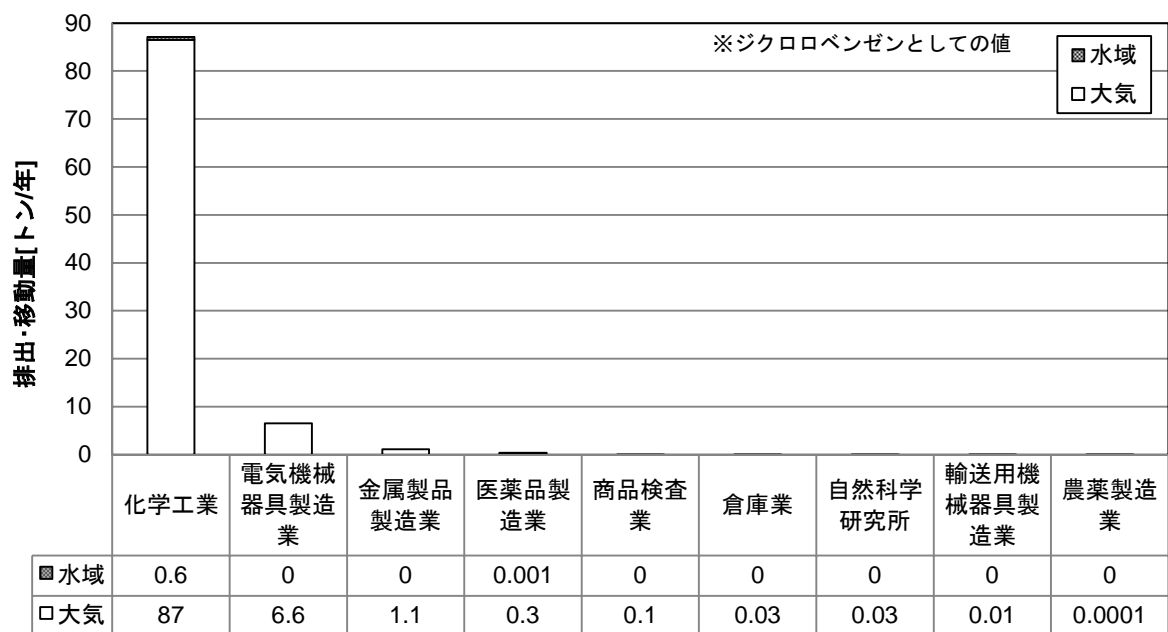 90
※ジクロロベンゼンとしての値
■水域
□大気
80
70
60
50
40
30
20
10
0
排出・移動量[トン/年]
化学工業
電気機械
器具製造
業
金属製品
製造業
医薬品製
造業
商品検査
業
倉庫業
自然科学
研究所
輸送用機
械器具製
造業
農薬製造
業
■水域 0.6 0 0 0.001 0 0 0 0 0
□大気 87 6.6 1.1 0.3 0.1 0.03 0.03 0.01 0.0001